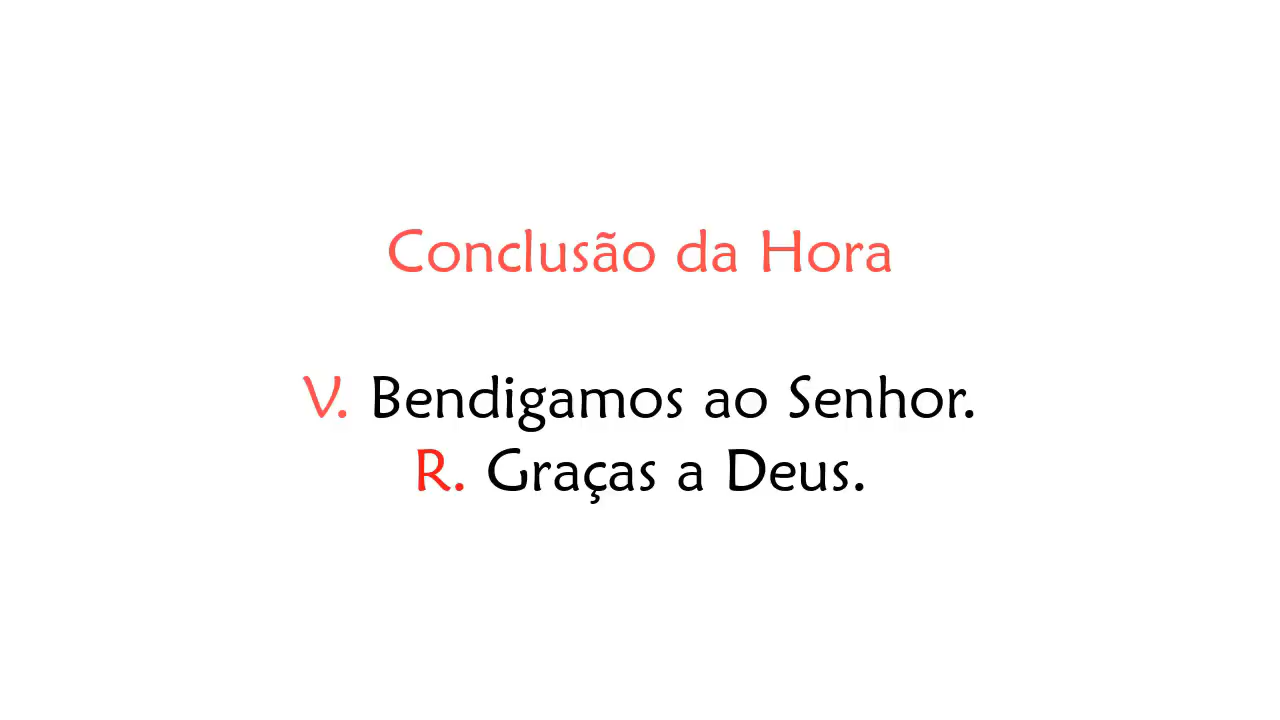 Conclusão da Hora
V. Bendigamos ao Senhor.
R. Graças a Deus.